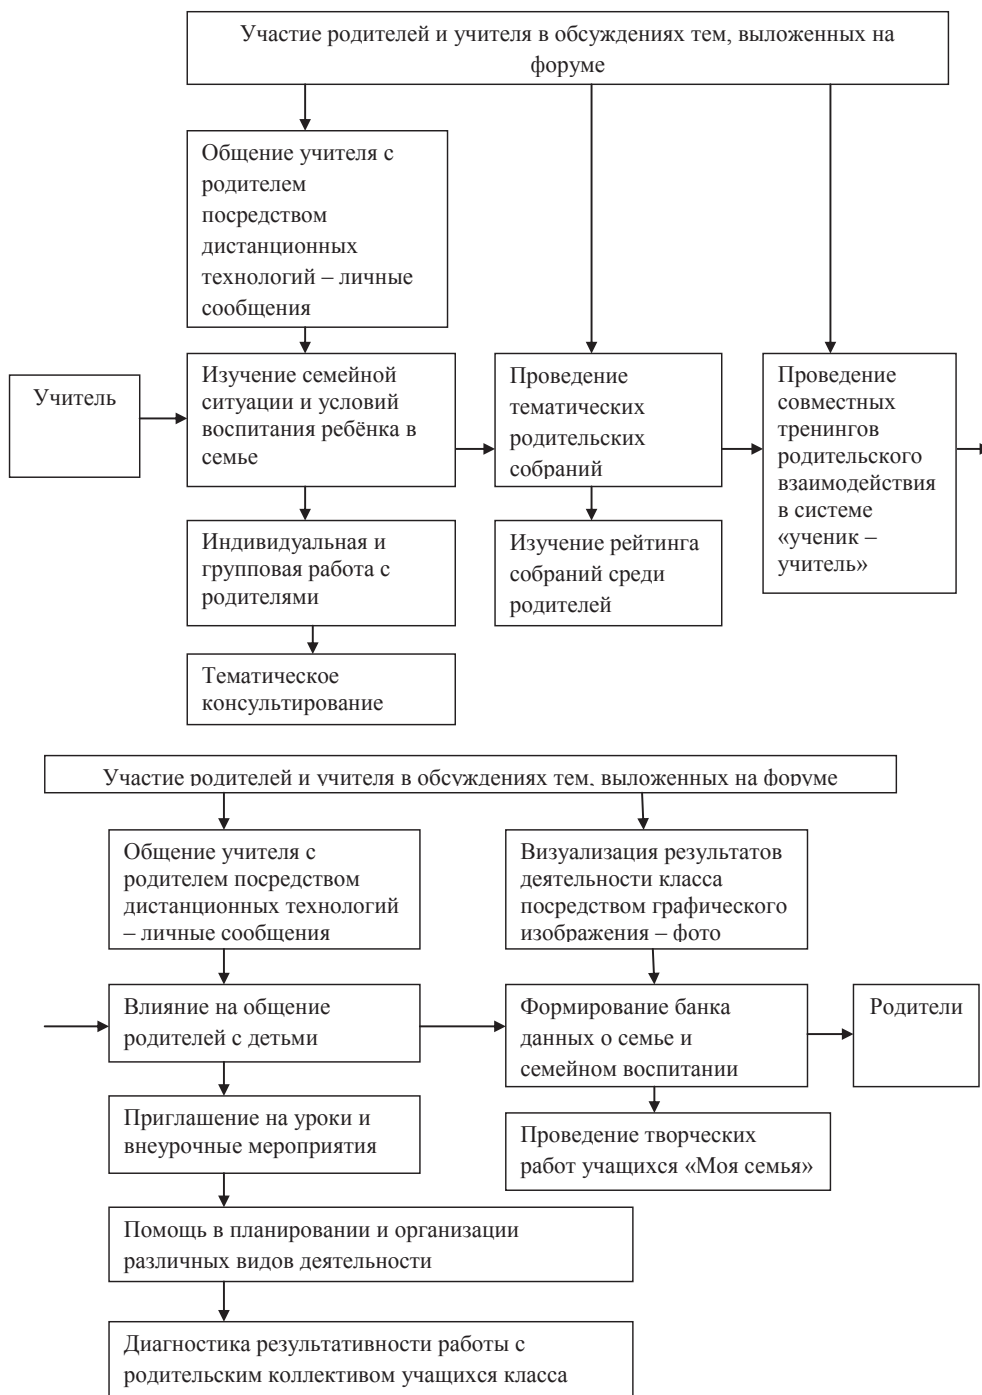 Участие родителей и учителя в обсуждениях тем, выложенных на
форуме
Общение учителя с
родителем
посредством
дистанционных
технологий – личные
сообщения
Учитель
Изучение семейной
ситуации и условий
воспитания ребёнка в
семье
Проведение
тематических
родительских
собраний
Проведение
совместных
тренингов
родительского
взаимодействия
в системе
«ученик –
учитель»
Индивидуальная и
групповая работа с
родителями
Изучение рейтинга
собраний среди
родителей
Тематическое
консультирование
Участие родителей и учителя в обсуждениях тем, выложенных на форуме
Общение учителя с
родителем посредством
дистанционных технологий
– личные сообщения
Визуализация результатов
деятельности класса
посредством графического
изображения – фото
Влияние на общение
родителей с детьми
Формирование банка
данных о семье и
семейном воспитании
Родители
Приглашение на уроки и
внеурочные мероприятия
Проведение творческих
работ учащихся «Моя семья»
Помощь в планировании и организации
различных видов деятельности
Диагностика результативности работы с
родительским коллективом учащихся класса